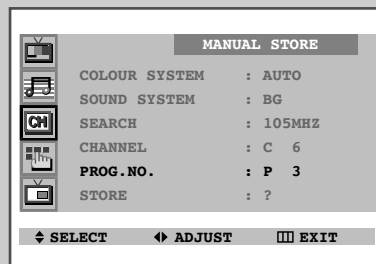 MANUAL STORE
COLOUR SYSTEM : AUTO
SOUND SYSTEM : BG
CH
SEARCH : 105MHZ
CHANNEL : C 6
PROG.NO. : P 3
STORE : ?
SELECT ADJUST EXIT